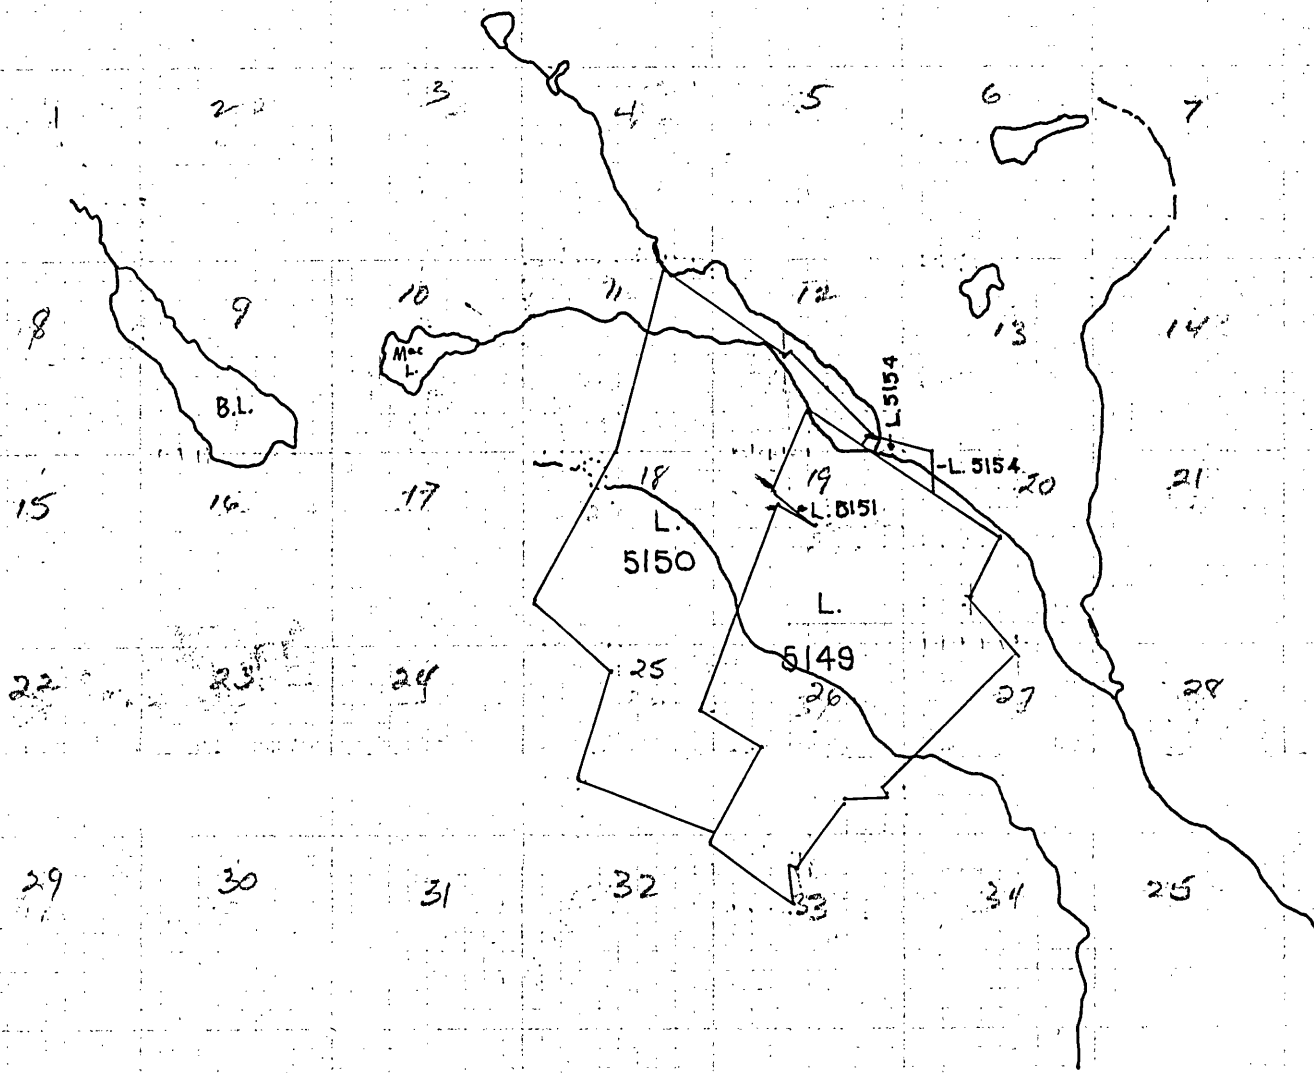 1 2 3 4 5 6 7
8 9 10 11 12 13 14
Mac
L.
B.L.
L.5154
L. 5154
15 16 17 18 19 20 21
L. 5151
L.
5150
L.
5149
22 23 24 25 26 27 28
29 30 31 32 33 34 25